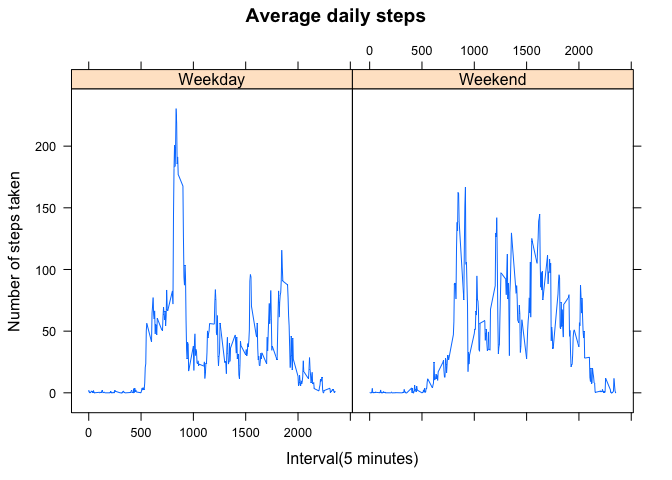 Average daily steps
0 500 1000 1500 2000
Weekday Weekend
200
150
100
50
0
Number of steps taken
0 500 1000 1500 2000
Interval(5 minutes)